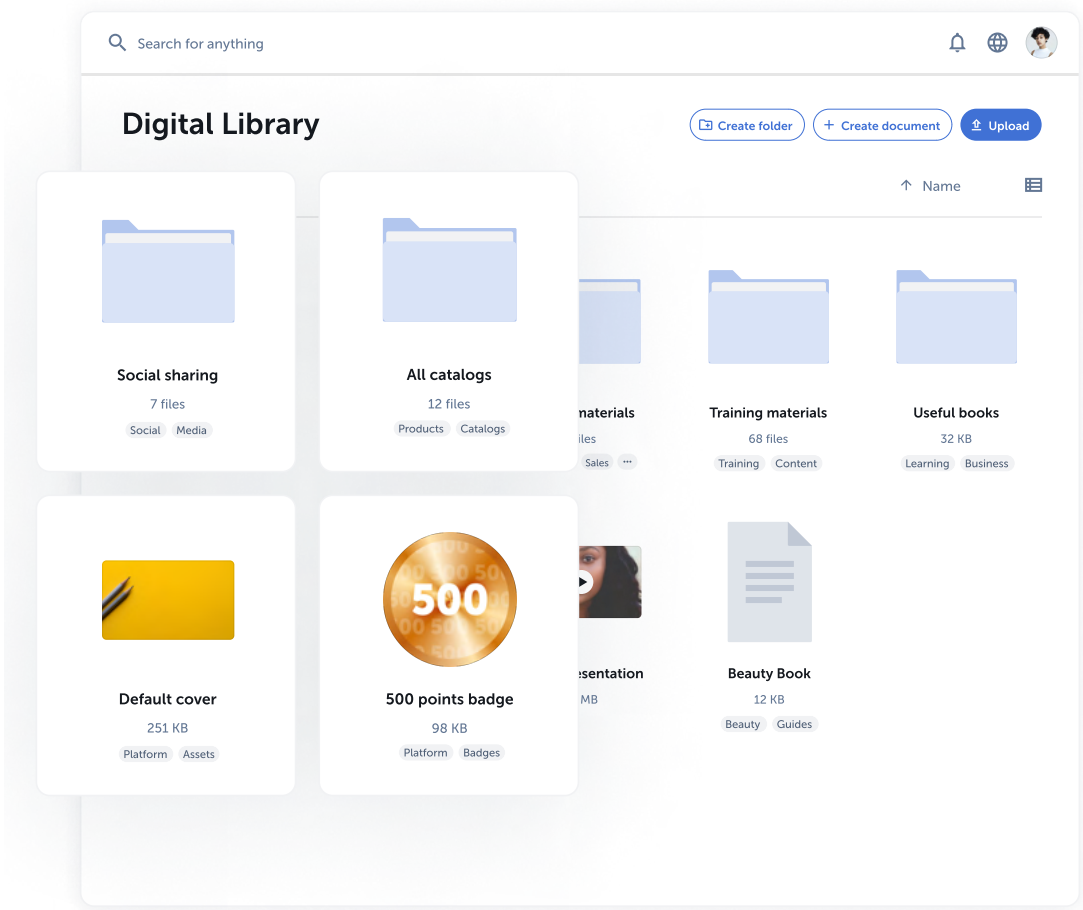 Search for anything
Digital Library
Create folder
Create document
Upload
Name
Social sharing
7 files
Social Media
All catalogs
12 files
Products Catalogs
materials
Sales ···
Training materials
68 files
Training Content
Useful books
32 KB
Learning Business
Default cover
251 KB
Platform Assets
500
500 points badge
98 KB
Platform Badges
MB
Beauty Book
12 KB
Beauty Guides